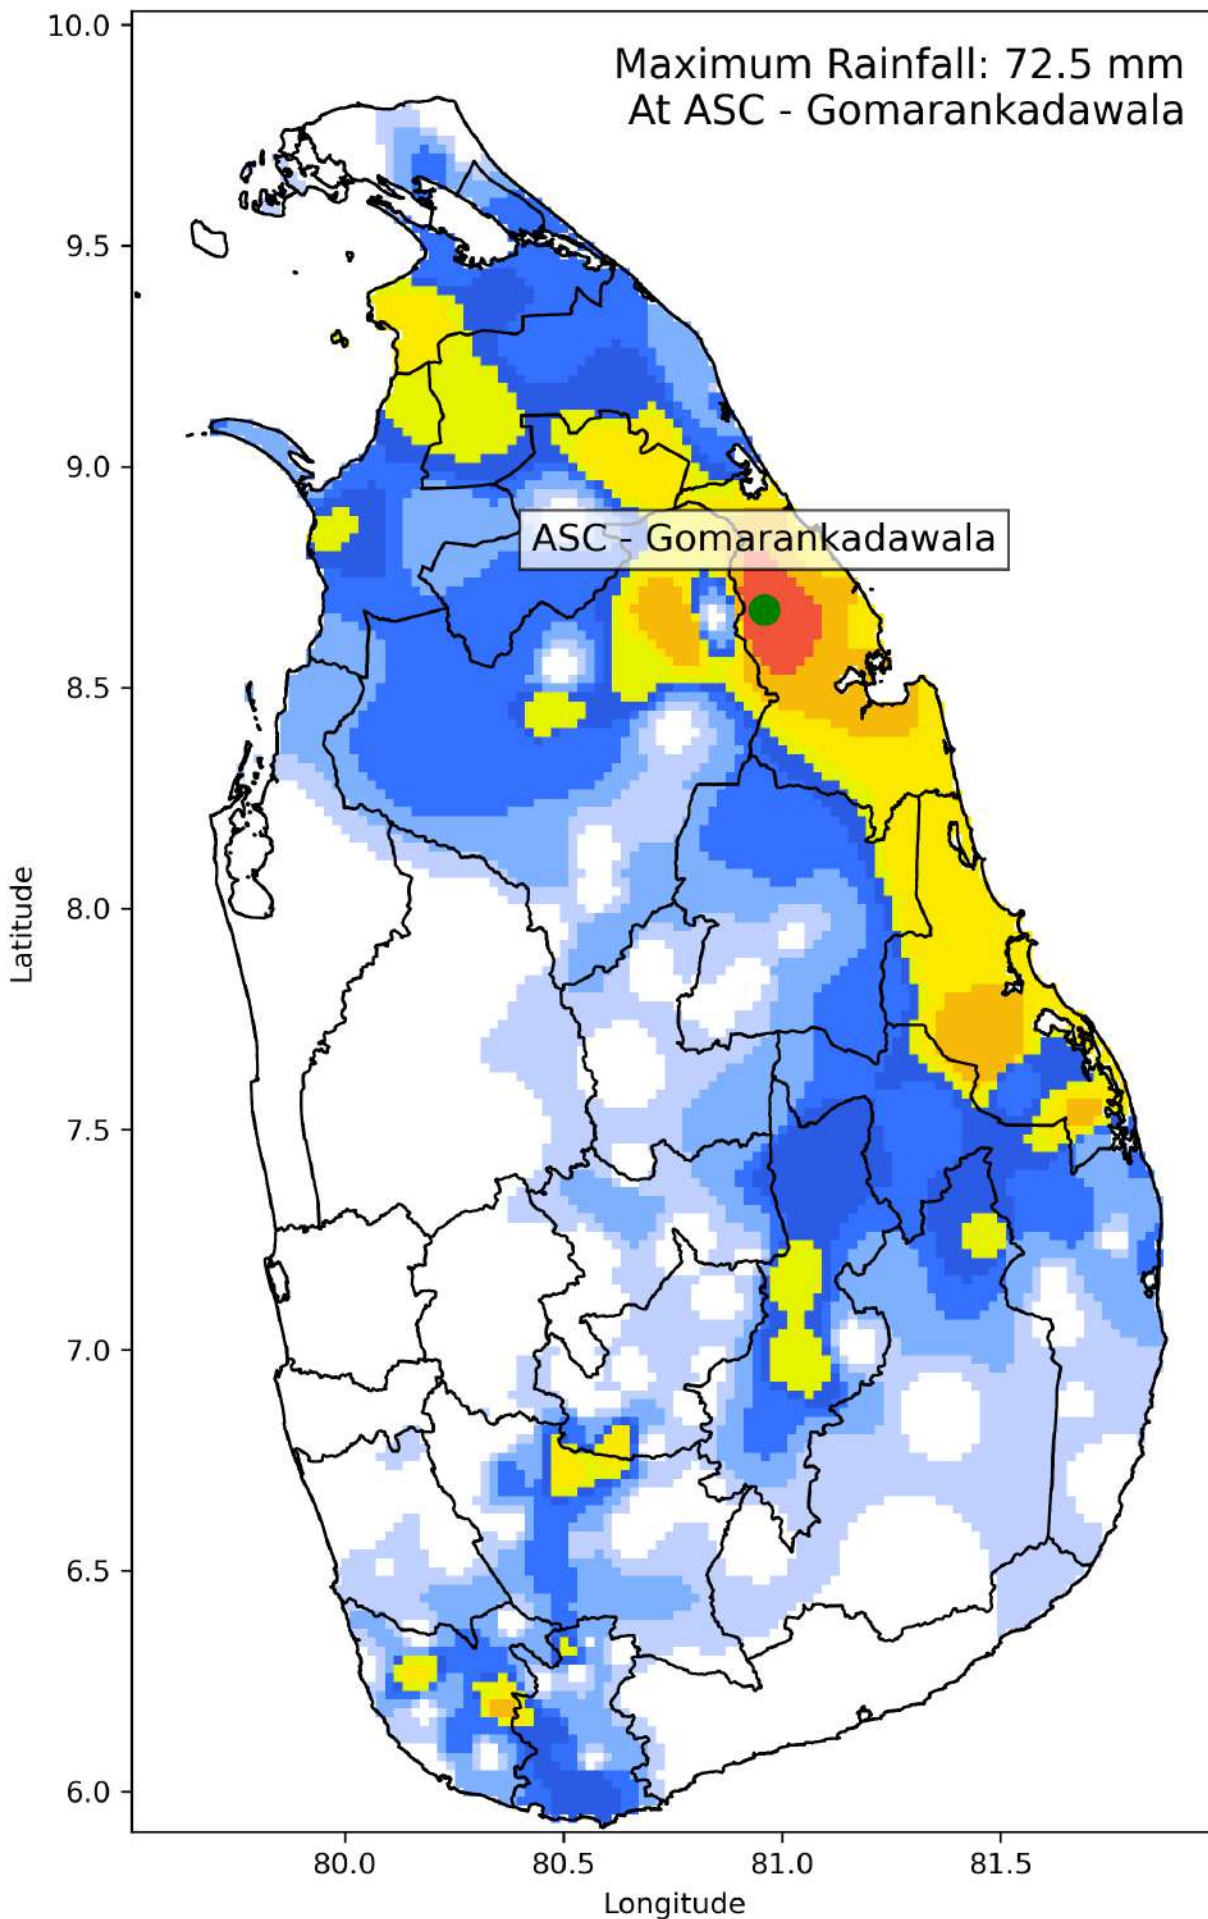 Maximum Rainfall: 72.5 mm
At ASC - Gomarankadawala
ASC - Gomarankadawala
Latitude
10.0
9.5
9.0
8.5
8.0
7.5
7.0
6.5
6.0
80.0 80.5 81.0 81.5
Longitude